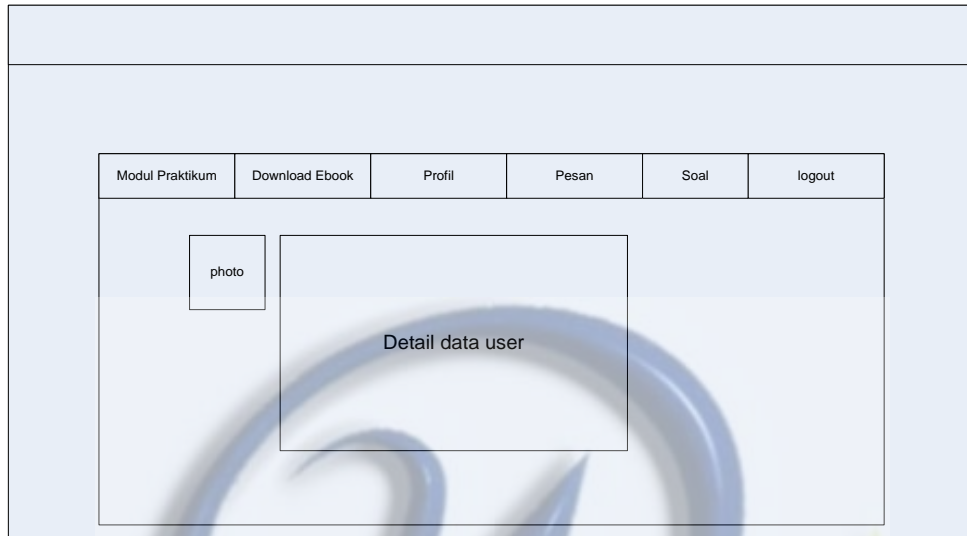 Modul Praktikum Download Ebook Profil Pesan Soal logout
photo
Detail data user